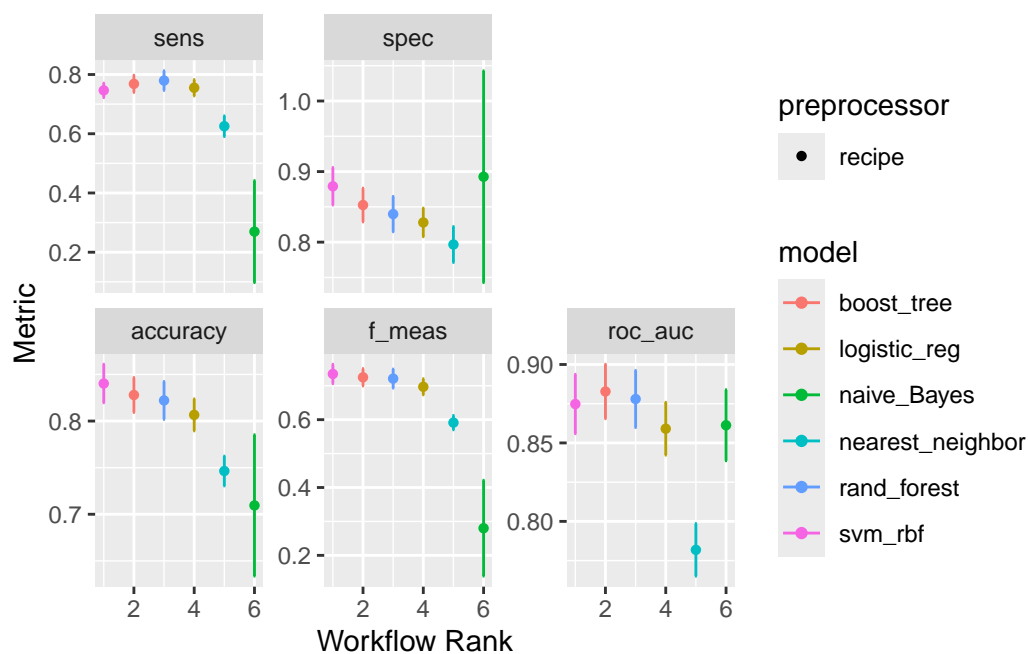 sens
0.8
0.6
0.4
0.2
spec
1.0
0.9
0.8
accuracy
0.8
0.7
2 4 6
f_meas
0.6
0.4
0.2
2 4 6
roc_auc
0.90
0.85
0.80
2 4 6
Metric
Workflow Rank
preprocessor
recipe
model
boost_tree
logistic_reg
naive_Bayes
nearest_neighbor
rand_forest
svm_rbf